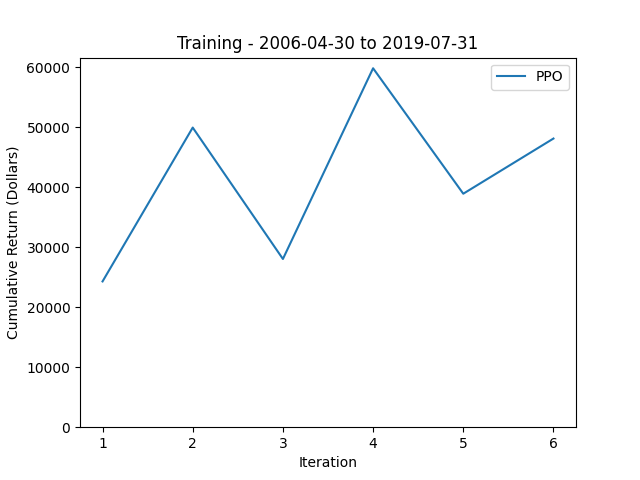 Training - 2006-04-30 to 2019-07-31
PPO
Cumulative Return (Dollars)
60000
50000
40000
30000
20000
10000
0
1 2 3 4 5 6
Iteration